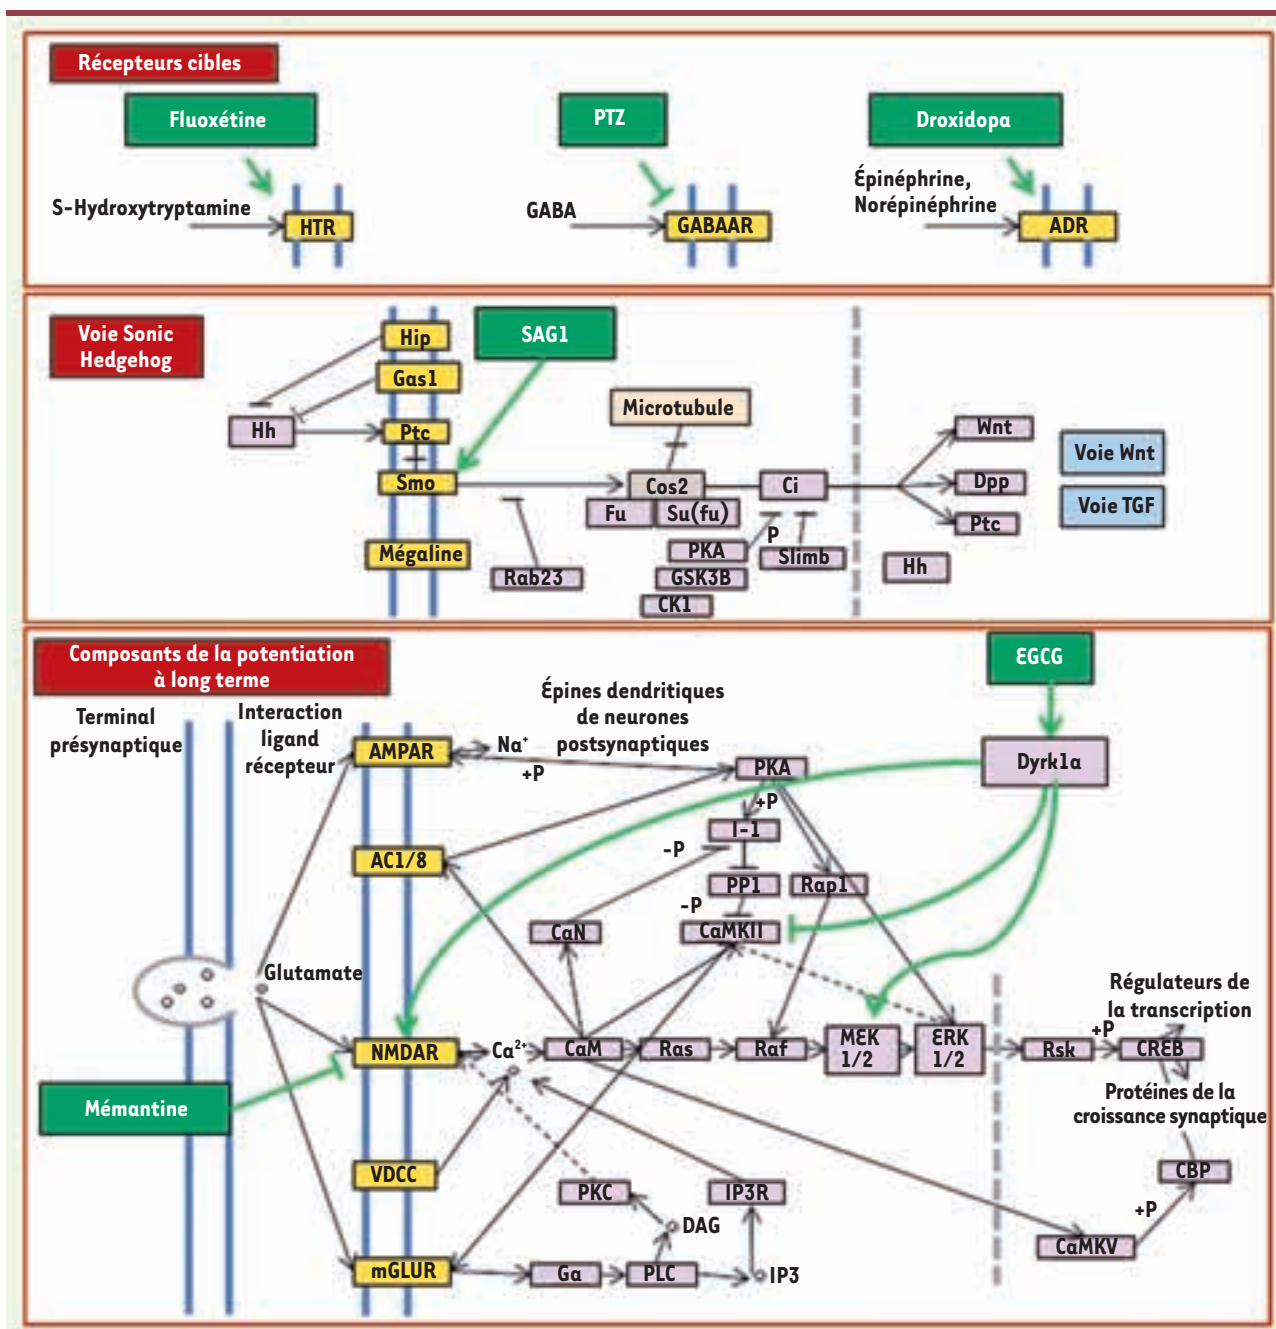 Récepteurs cibles
Fluoxétine
PTZ
Droxidopa
S-Hydroxytryptamine
HTR
GABA
GABAAR
Épinéphrine,
Norépinéphrine
ADR
Voie Sonic
Hedgehog
Hip
Gas1
Hh
Ptc
Smo
Mégaline
SAG1
Microtubule
Cos2
Fu
Su(fu)
Ci
PKA
P
Slimb
GSK3B
CK1
Rab23
Wnt
Dpp
Ptc
Hh
Voie Wnt
Voie TGF
Composants de la potentiation
à long terme
EGCG
Terminal
présynaptique
Interaction
ligand
récepteur
Épines dendritiques
de neurones
postsynaptiques
AMPAR
Na+
+P
PKA
Dyrk1a
+P
I-1
-P
AC1/8
PP1
Rap1
-P
CaN
CaMKII
Glutamate
Régulateurs de
la transcription
NMDAR
Ca2+
CaM
Ras
Raf
MEK
1/2
ERK
1/2
Rsk
+P
CREB
Mémantine
Protéines de la
croissance synaptique
VDCC
PKC
IP3R
CBP
DAG
+P
CaMKV
mGLUR
Gα
PLC
IP3